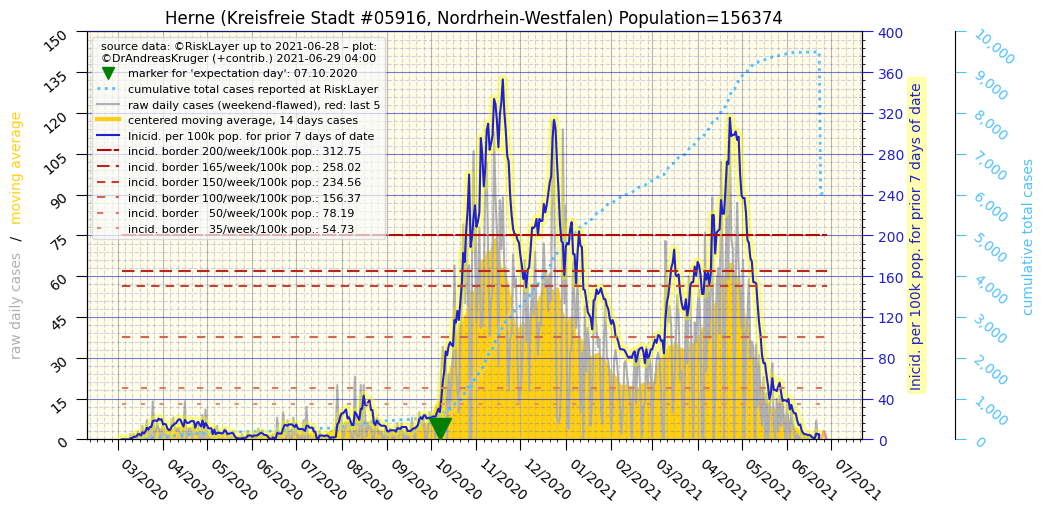 Herne (Kreisfreie Stadt #05916, Nordrhein-Westfalen) Population=156374
source data: ©RiskLayer up to 2021-06-28 – plot:
©DrAndreasKruger (+contrib.) 2021-06-29 04:00
marker for 'expectation day': 07.10.2020
cumulative total cases reported at RiskLayer
raw daily cases (weekend-flawed), red: last 5
centered moving average, 14 days cases
Inicid. per 100k pop. for prior 7 days of date
incid. border 200/week/100k pop.: 312.75
incid. border 165/week/100k pop.: 258.02
incid. border 150/week/100k pop.: 234.56
incid. border 100/week/100k pop.: 156.37
incid. border   50/week/100k pop.: 78.19
incid. border   35/week/100k pop.: 54.73
raw daily cases   /   moving average
150
135
120
105
90
75
60
45
30
15
0
400
360
320
280
240
200
160
120
80
40
0
Inicid. per 100k pop. for prior 7 days of date
10,000
9,000
8,000
7,000
6,000
5,000
4,000
3,000
2,000
1,000
0
cumulative total cases
03/2020
04/2020
05/2020
06/2020
07/2020
08/2020
09/2020
10/2020
11/2020
12/2020
01/2021
02/2021
03/2021
04/2021
05/2021
06/2021
07/2021